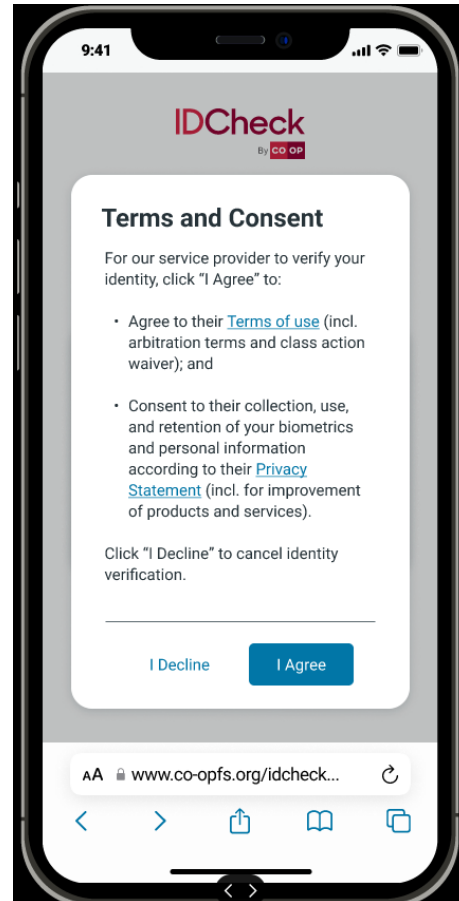 9:41
IDCheck
By CO OP
Terms and Consent
For our service provider to verify your
identity, click “I Agree” to:
• Agree to their Terms of use (incl.
arbitration terms and class action
waiver); and
• Consent to their collection, use,
and retention of your biometrics
and personal information
according to their Privacy
Statement (incl. for improvement
of products and services).
Click “I Decline” to cancel identity
verification.
I Decline
I Agree
AA www.co-opfs.org/idcheck...